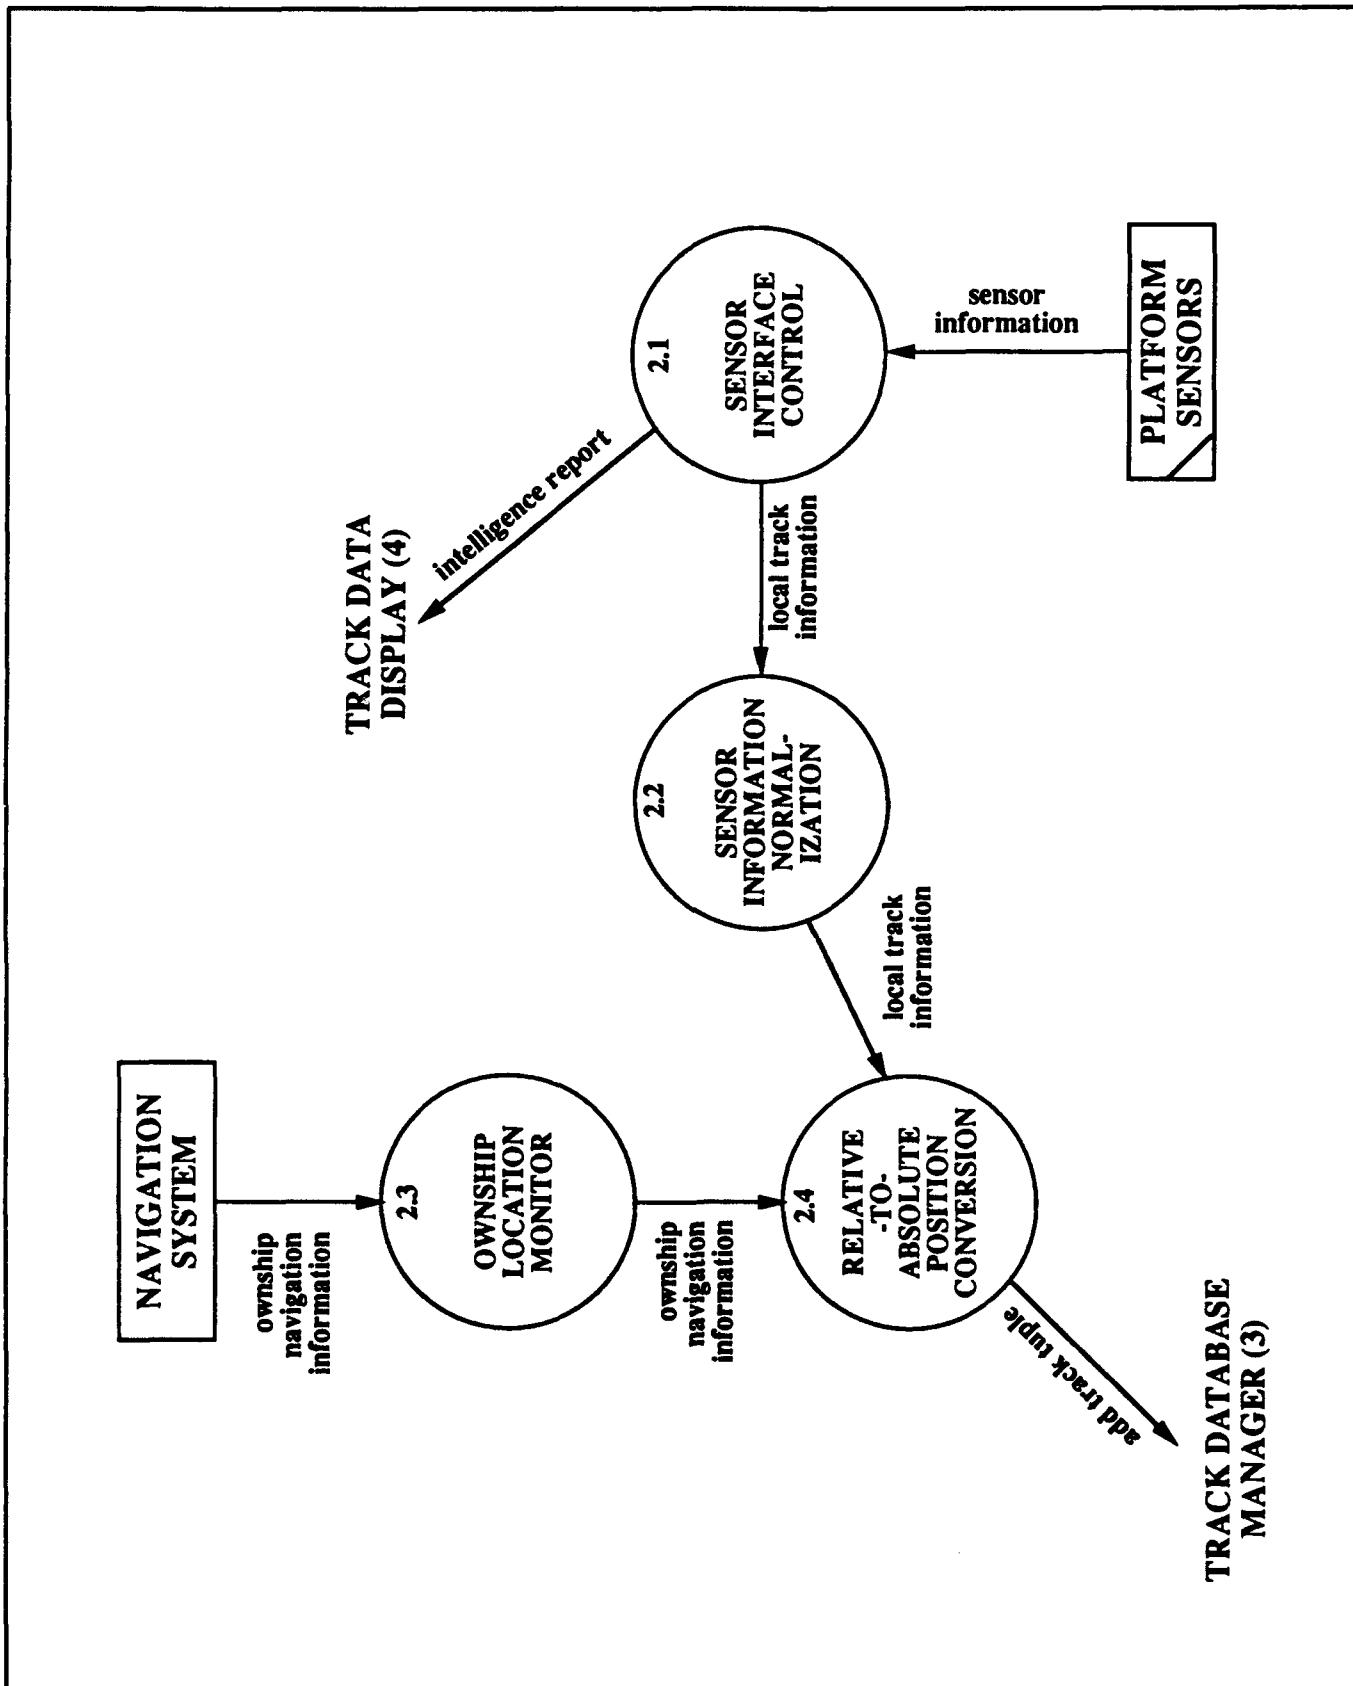 NAVIGATION
SYSTEM
ownship
navigation
information
2.3
OWNSHIP
LOCATION
MONITOR
ownship
navigation
information
2.4
RELATIVE
-TO-
ABSOLUTE
POSITION
CONVERSION
add track tuple
TRACK DATABASE
MANAGER (3)
TRACK DATA
DISPLAY (4)
intelligence report
2.2
SENSOR
INFORMATION
NORMAL-
IZATION
local track
information
local track
information
2.1
SENSOR
INTERFACE
CONTROL
sensor
information
PLATFORM
SENSORS